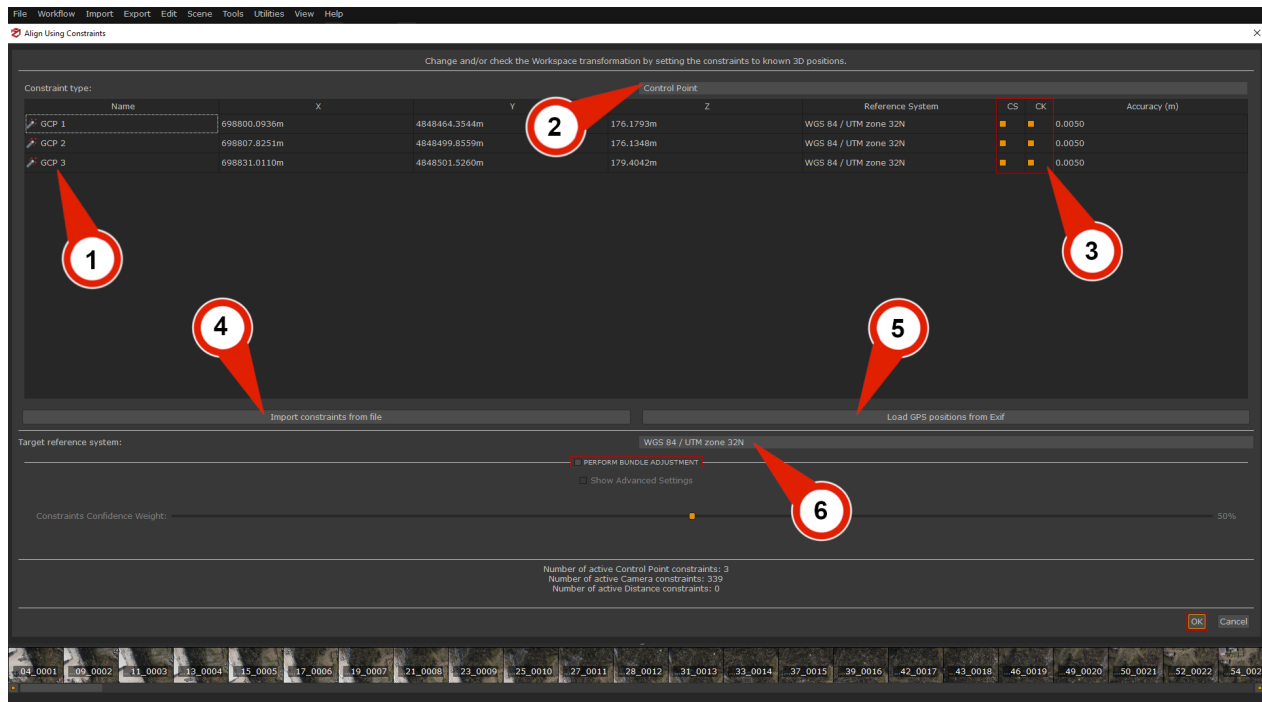 File Workflow Import Export Edit Scene Tools Utilities View Help
Align Using Constraints
Change and/or check the Workspace transformation by setting the constraints to known 3D positions.
Constraint type: Control Point
Name X Y Z Reference System CS CK Accuracy (m)
GCP 1 698800.0936m 4848464.3544m 176.1793m WGS 84 / UTM zone 32N 0.0050
GCP 2 698807.8251m 4848499.8559m 176.1348m WGS 84 / UTM zone 32N 0.0050
GCP 3 698831.0110m 4848501.5260m 179.4042m WGS 84 / UTM zone 32N 0.0050
2
1
3
4
5
Import constraints from file Load GPS positions from Exif
Target reference system: WGS 84 / UTM zone 32N
PERFORM BUNDLE ADJUSTMENT
Show Advanced Settings
6
Constraints Confidence Weight: 50%
Number of active Control Point constraints: 3
Number of active Camera constraints: 339
Number of active Distance constraints: 0
OK Cancel
...04_0001 ...09_0002 ...11_0003 ...13_0004 ...15_0005 ...17_0006 ...19_0007 ...21_0008 ...23_0009 ...25_0010 ...27_0011 ...28_0012 ...31_0013 ...33_0014 ...37_0015 ...39_0016 ...42_0017 ...43_0018 ...46_0019 ...49_0020 ...50_0021 ...52_0022 ...54_002